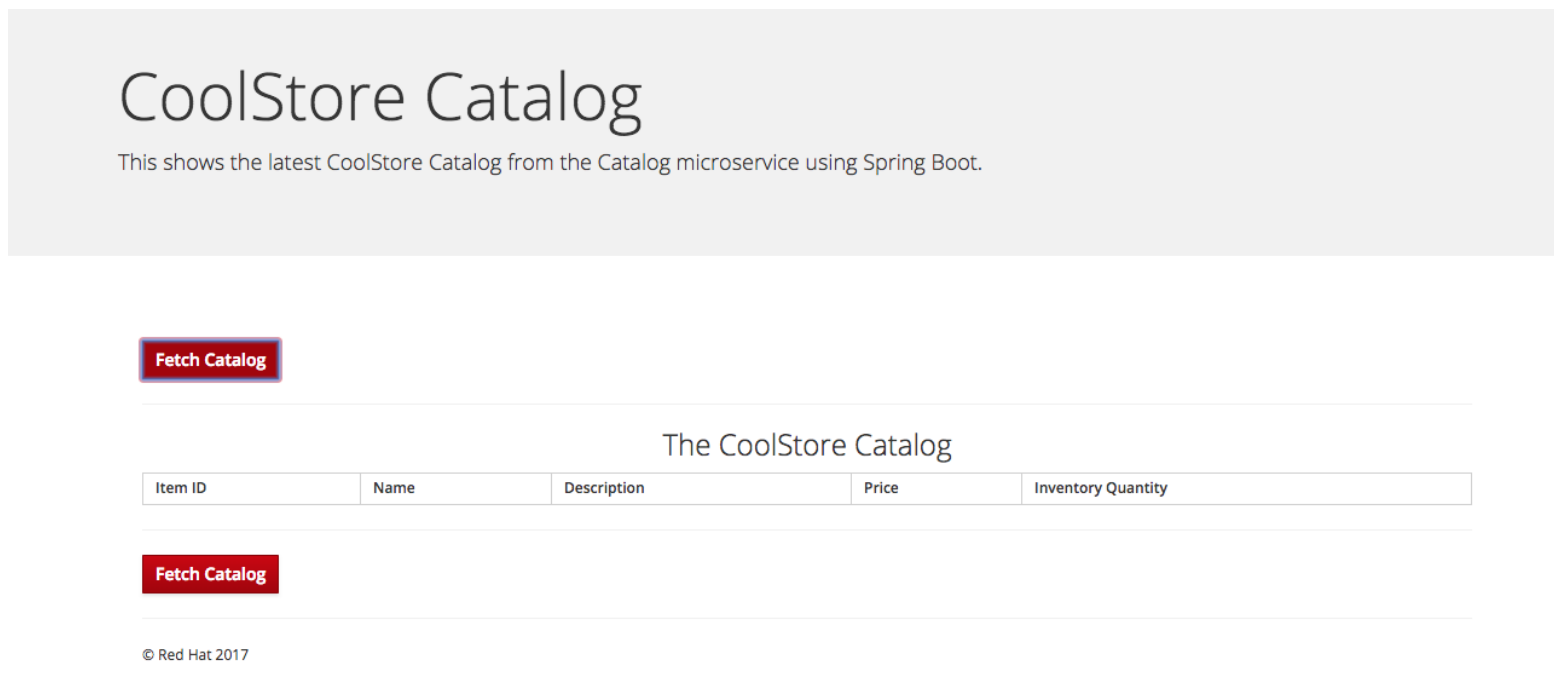 CoolStore Catalog
This shows the latest CoolStore Catalog from the Catalog microservice using Spring Boot.
Fetch Catalog
The CoolStore Catalog
Item ID Name Description Price Inventory Quantity
Fetch Catalog
© Red Hat 2017